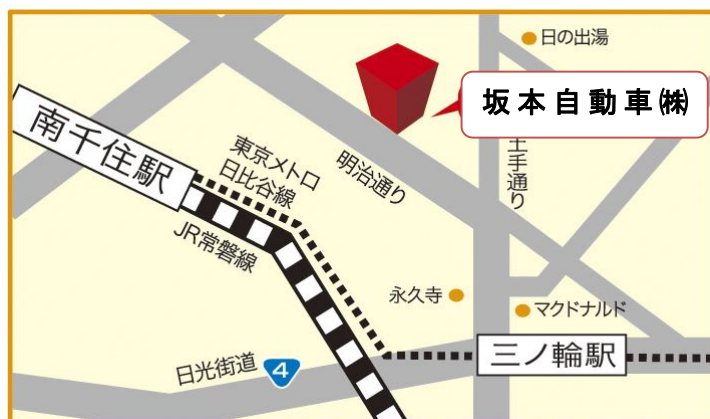 日の出湯
坂本自動車㈱
土手通り
南千住駅
東京メトロ
日比谷線
明治通り
JR常磐線
永久寺
マクドナルド
三ノ輪駅
日光街道
4